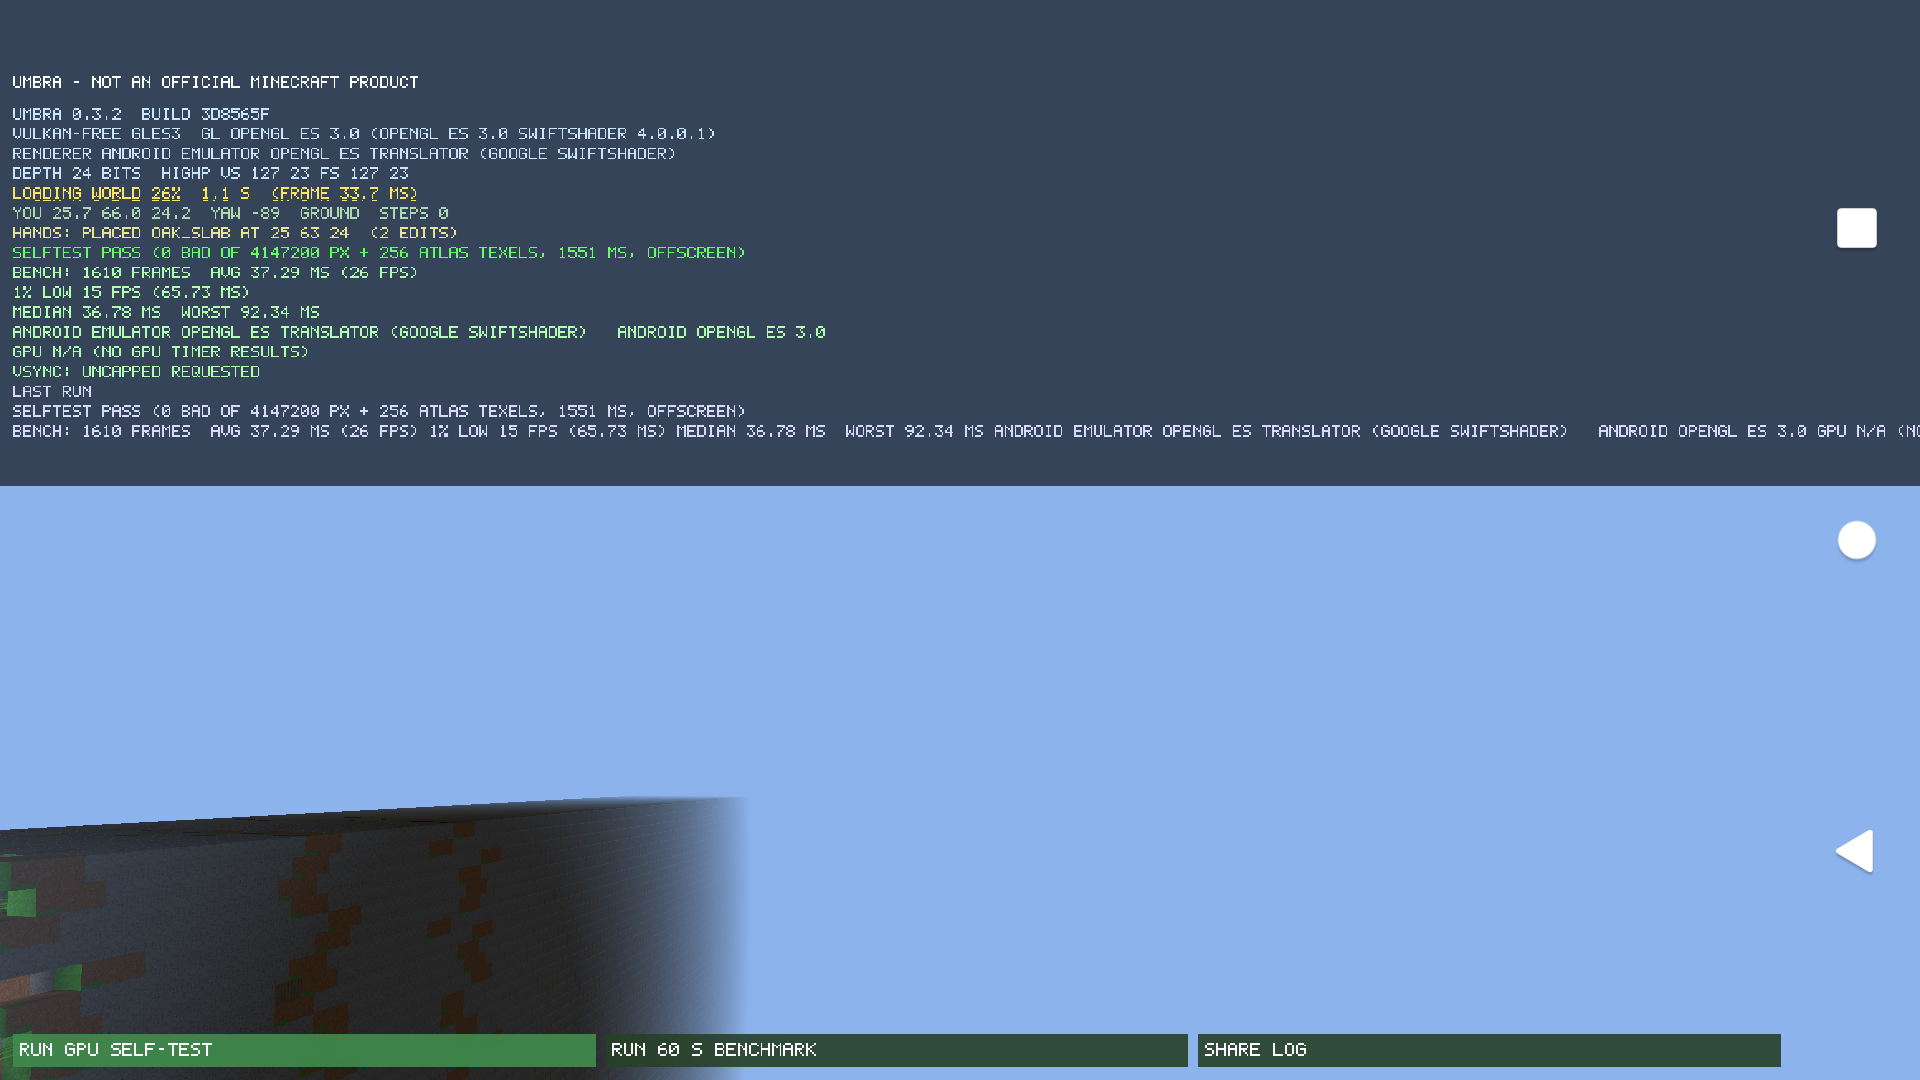 UMBRA - NOT AN OFFICIAL MINECRAFT PRODUCT
UMBRA 0.3.2 BUILD 3D8565F
VULKAN-FREE GLES3 GL OPENGL ES 3.0 (OPENGL ES 3.0 SWIFTSHADER 4.0.0.1)
RENDERER ANDROID EMULATOR OPENGL ES TRANSLATOR (GOOGLE SWIFTSHADER)
DEPTH 24 BITS HIGHP VS 127 23 FS 127 23
LOADING WORLD 26% 1,1 S (FRAME 33,7 MS)
YOU 25.7 66.0 24.2 YAW -89 GROUND STEPS 0
HANDS: PLACED OAK_SLAB AT 25 63 24 (2 EDITS)
SELFTEST PASS (0 BAD OF 4147200 PX + 256 ATLAS TEXELS, 1551 MS, OFFSCREEN)
BENCH: 1610 FRAMES AVG 37.29 MS (26 FPS)
1% LOW 15 FPS (65.73 MS)
MEDIAN 36.78 MS WORST 92.34 MS
ANDROID EMULATOR OPENGL ES TRANSLATOR (GOOGLE SWIFTSHADER) ANDROID OPENGL ES 3.0
GPU N/A (NO GPU TIMER RESULTS)
VSYNC: UNCAPPED REQUESTED
LAST RUN
SELFTEST PASS (0 BAD OF 4147200 PX + 256 ATLAS TEXELS, 1551 MS, OFFSCREEN)
BENCH: 1610 FRAMES AVG 37.29 MS (26 FPS) 1% LOW 15 FPS (65.73 MS) MEDIAN 36.78 MS WORST 92.34 MS ANDROID EMULATOR OPENGL ES TRANSLATOR (GOOGLE SWIFTSHADER) ANDROID OPENGL ES 3.0 GPU N/A (NO
RUN GPU SELF-TEST
RUN 60 S BENCHMARK
SHARE LOG